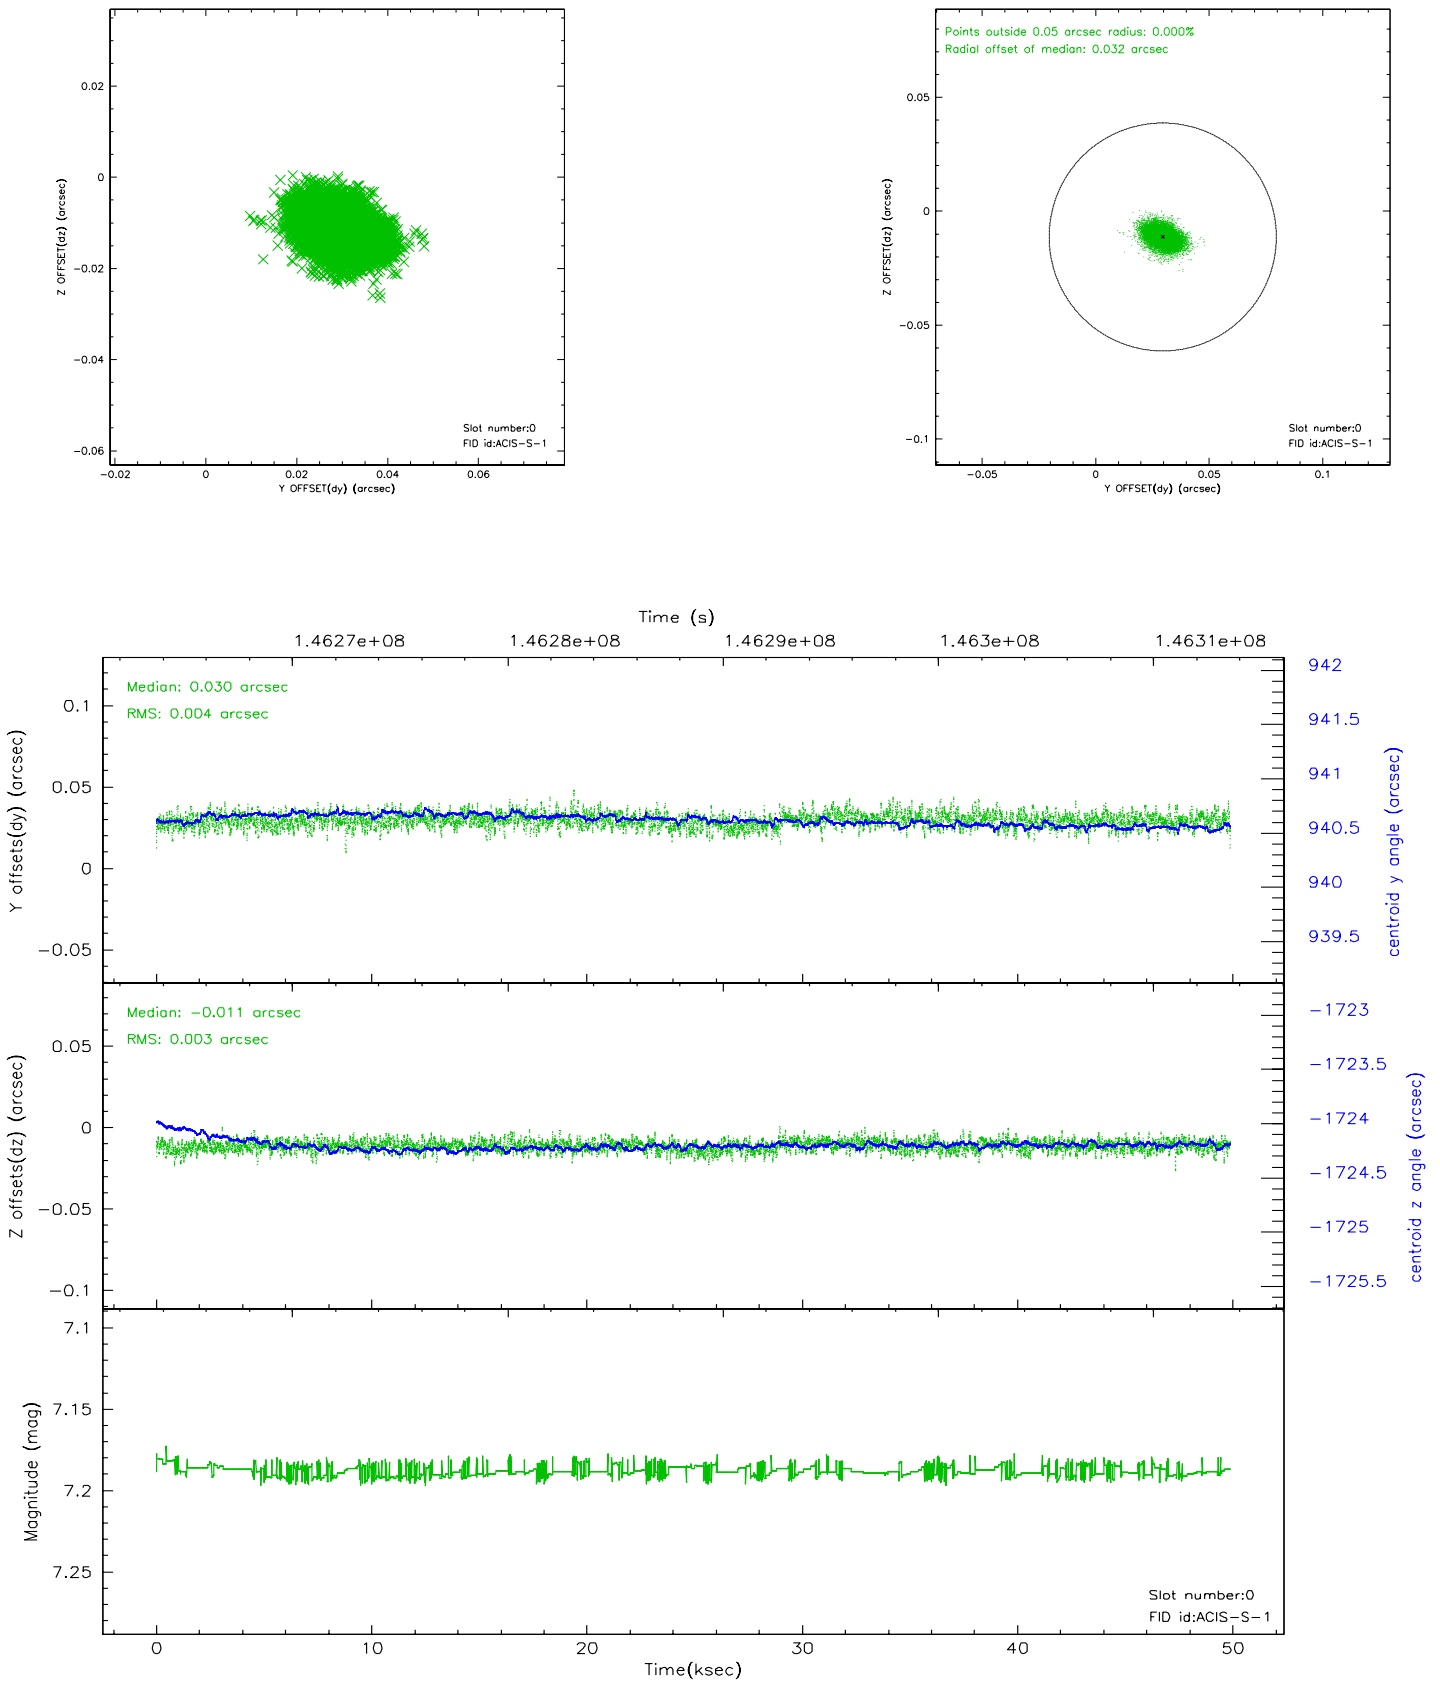 0.02
0
−0.02
−0.04
−0.06
Z OFFSET(dz) (arcsec)
Slot number:0
FID id:ACIS−S−1
−0.02
0
0.02
0.04
0.06
Y OFFSET(dy) (arcsec)
Points outside 0.05 arcsec radius: 0.000%
Radial offset of median: 0.032 arcsec
0.05
0
−0.05
−0.1
Z OFFSET(dz) (arcsec)
Slot number:0
FID id:ACIS−S−1
−0.05
0
0.05
0.1
Y OFFSET(dy) (arcsec)
Time (s)
1.4627e+08
1.4628e+08
1.4629e+08
1.463e+08
1.4631e+08
Median: 0.030 arcsec
RMS: 0.004 arcsec
0.1
0.05
0
−0.05
Y offsets(dy) (arcsec)
942
941.5
941
940.5
940
939.5
centroid y angle (arcsec)
Median: −0.011 arcsec
RMS: 0.003 arcsec
0.05
0
−0.05
−0.1
Z offsets(dz) (arcsec)
−1723
−1723.5
−1724
−1724.5
−1725
−1725.5
centroid z angle (arcsec)
7.1
7.15
7.2
7.25
Magnitude (mag)
Slot number:0
FID id:ACIS−S−1
0
10
20
30
40
50
Time(ksec)